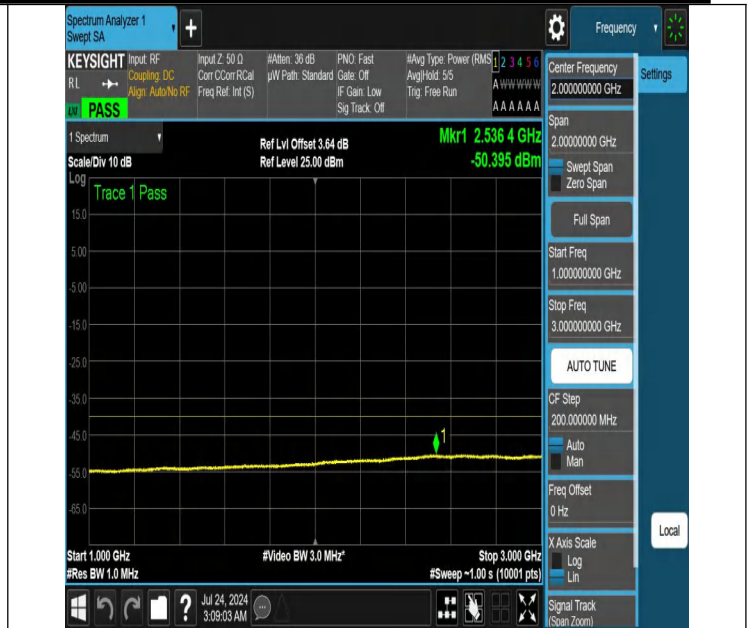 Spectrum Analyzer 1
Swept SA
Frequency
KEYSIGHT
RL
PASS
Input: RF
Coupling: DC
Align: Auto/No RF
Input Z: 50 Ω
Corr CCorr RCal
Freq Ref: Int (S)
#Atten: 36 dB
µW Path: Standard
PNO: Fast
Gate: Off
IF Gain: Low
Sig Track: Off
#Avg Type: Power (RMS
Avg|Hold: 5/5
Trig: Free Run
1 2 3 4 5 6
A W W W W W
A A A A A A
1 Spectrum
Scale/Div 10 dB
Ref Lvl Offset 3.64 dB
Ref Level 25.00 dBm
Mkr1 2.536 4 GHz
-50.395 dBm
Log
Trace 1 Pass
15.0
5.00
-5.00
-15.0
-25.0
-35.0
-45.0
-55.0
-65.0
1
Start 1.000 GHz
#Res BW 1.0 MHz
#Video BW 3.0 MHz*
Stop 3.000 GHz
#Sweep ~1.00 s (10001 pts)
Center Frequency
2.000000000 GHz
Settings
Span
2.00000000 GHz
Swept Span
Zero Span
Full Span
Start Freq
1.000000000 GHz
Stop Freq
3.000000000 GHz
AUTO TUNE
CF Step
200.000000 MHz
Auto
Man
Freq Offset
0 Hz
X Axis Scale
Log
Lin
Local
Signal Track
(Span Zoom)
?
Jul 24, 2024
3:09:03 AM